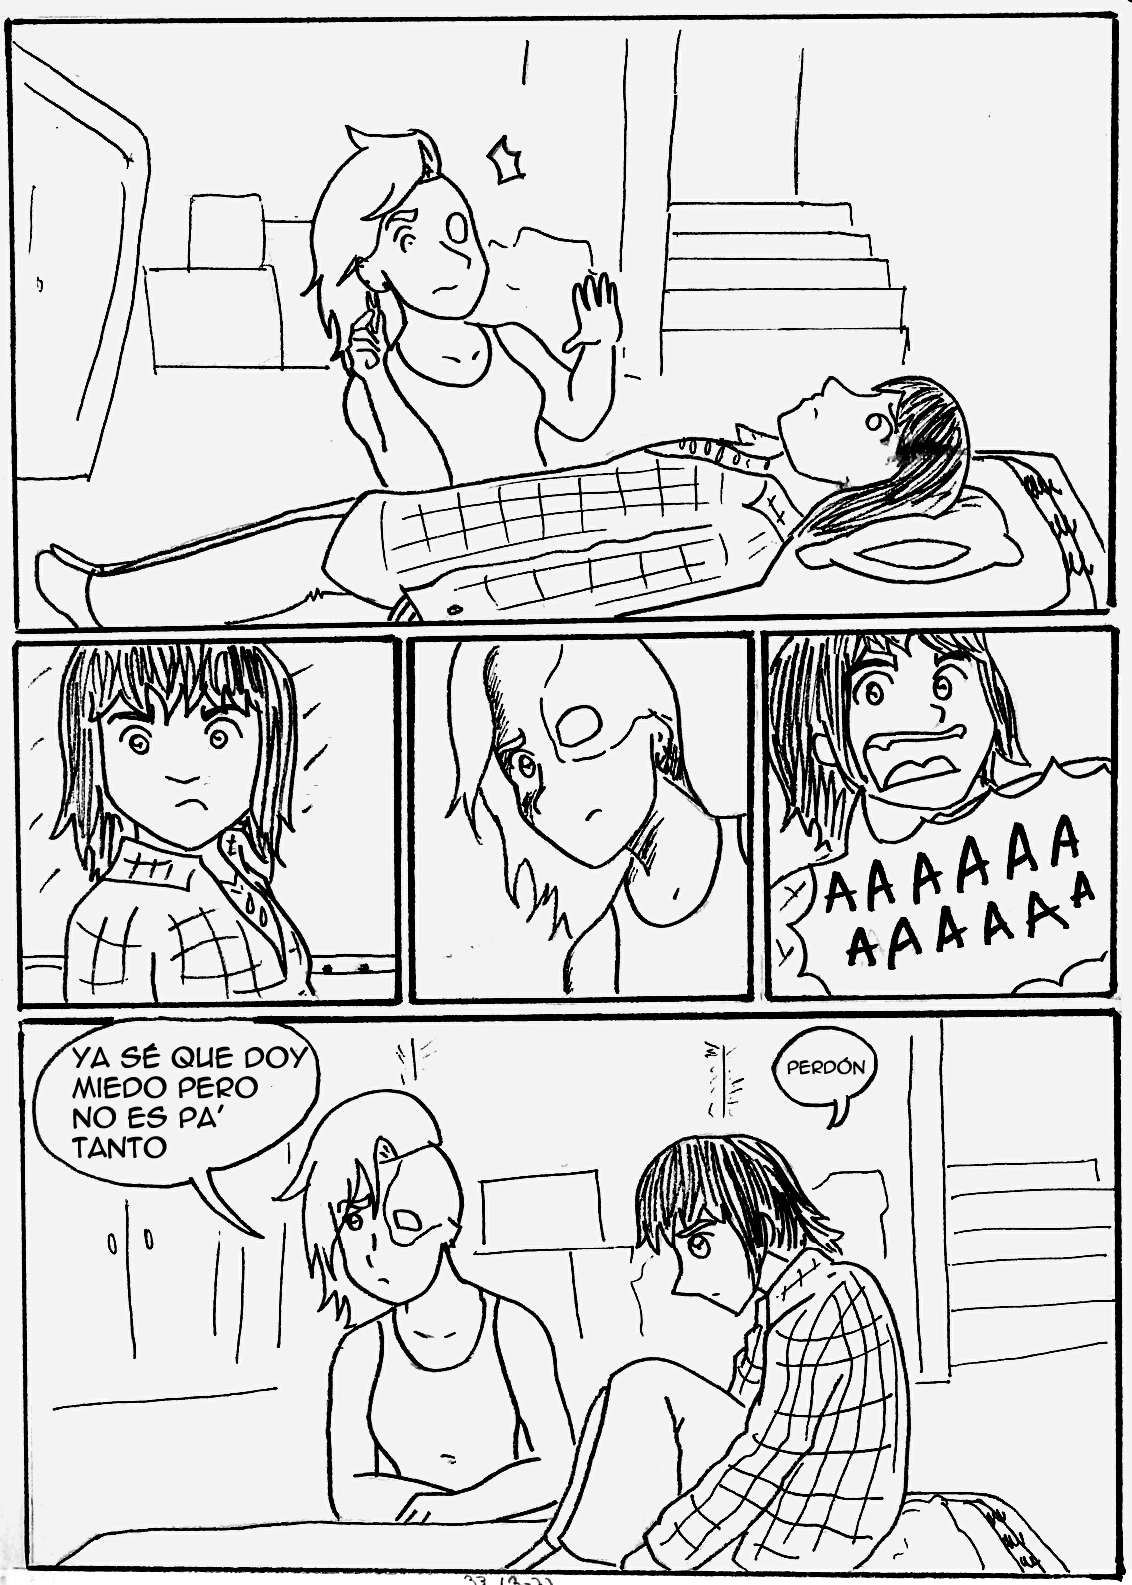 AAAAAA
AAAAAA
YA SÉ QUE DOY
MIEDO PERO
NO ES PA'
TANTO
PERDÓN